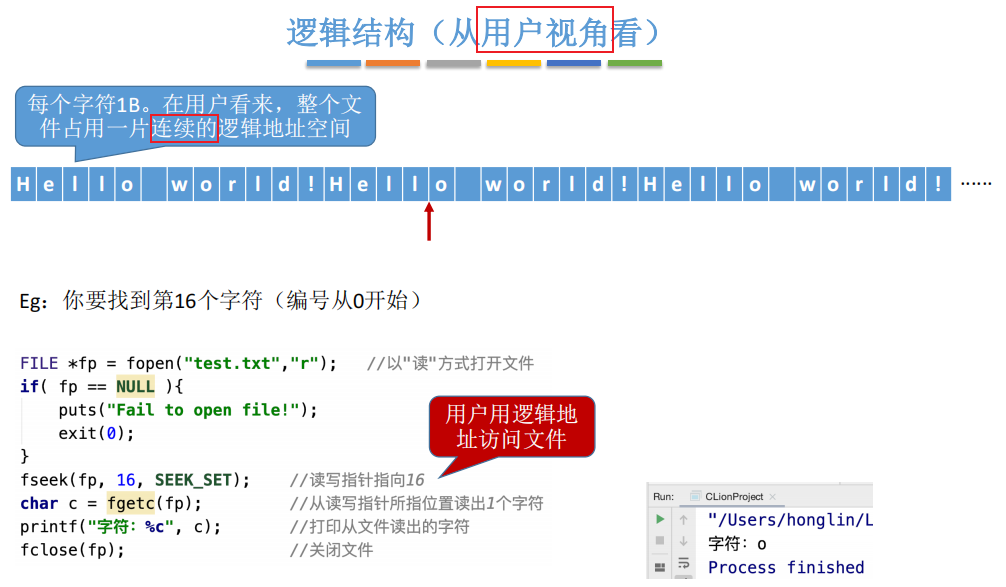 逻辑结构（从用户视角看）
每个字符1B。在用户看来，整个文
件占用一片连续的逻辑地址空间
Hello world!Hello world!Hello world! ……
Eg：你要找到第16个字符（编号从0开始）
FILE *fp = fopen("test.txt","r");   //以"读"方式打开文件
if( fp == NULL ){
    puts("Fail to open file!");
    exit(0);
}
用户用逻辑地
址访问文件
fseek(fp, 16, SEEK_SET);    //读写指针指向16
char c = fgetc(fp);         //从读写指针所指位置读出1个字符
printf("字符：%c", c);       //打印从文件读出的字符
fclose(fp);                 //关闭文件
Run: CLionProject ×
"/Users/honglin/L
字符：o
Process finished